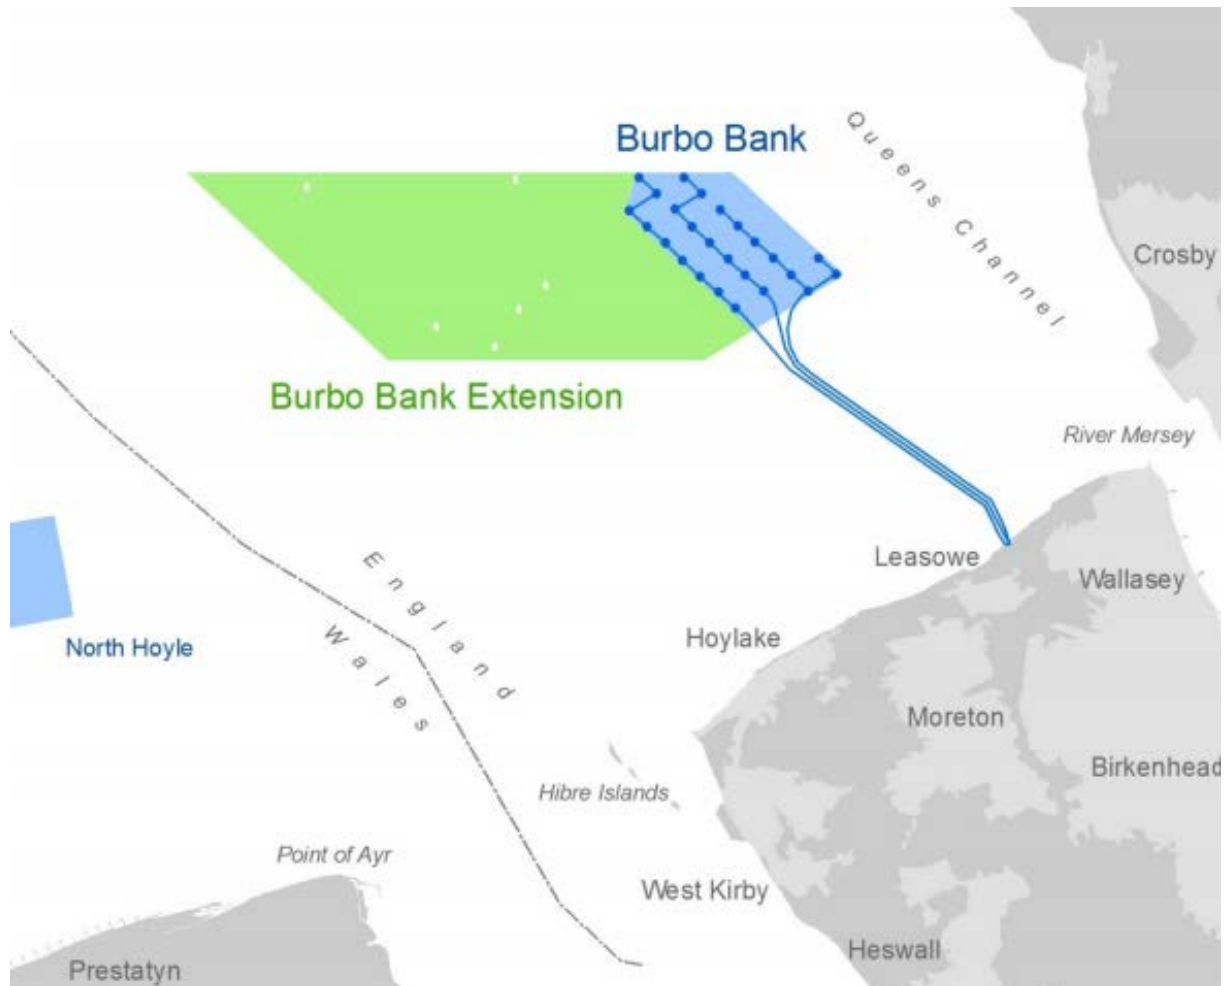 Burbo Bank
Queens Channel
Crosby
Burbo Bank Extension
River Mersey
Leasowe
Wallasey
England
Wales
Hoylake
North Hoyle
Moreton
Birkenhead
Hibre Islands
Point of Ayr
West Kirby
Heswall
Prestatyn